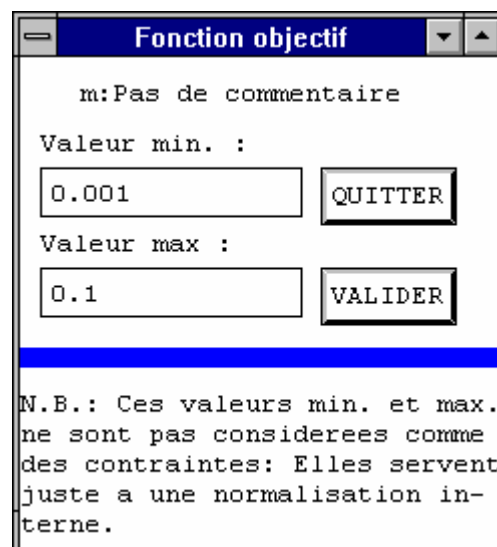 Fonction objectif
m:Pas de commentaire
Valeur min. :
0.001
QUITTER
Valeur max :
0.1
VALIDER
N.B.: Ces valeurs min. et max.
ne sont pas considerees comme
des contraintes: Elles servent
juste a une normalisation in-
terne.